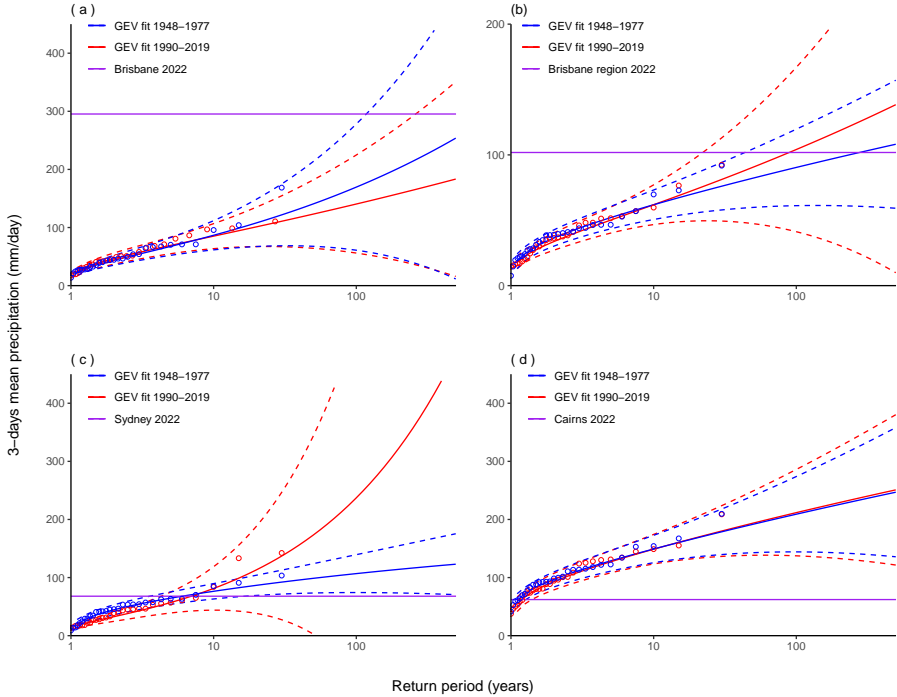 ( a )
GEV fit 1948−1977
GEV fit 1990−2019
Brisbane 2022
400
300
200
100
0
1
10
100
( b )
GEV fit 1948−1977
GEV fit 1990−2019
Brisbane region 2022
200
100
0
1
10
100
( c )
GEV fit 1948−1977
GEV fit 1990−2019
Sydney 2022
400
300
200
100
0
1
10
100
( d )
GEV fit 1948−1977
GEV fit 1990−2019
Cairns 2022
400
300
200
100
0
1
10
100
3−days mean precipitation (mm/day)
Return period (years)